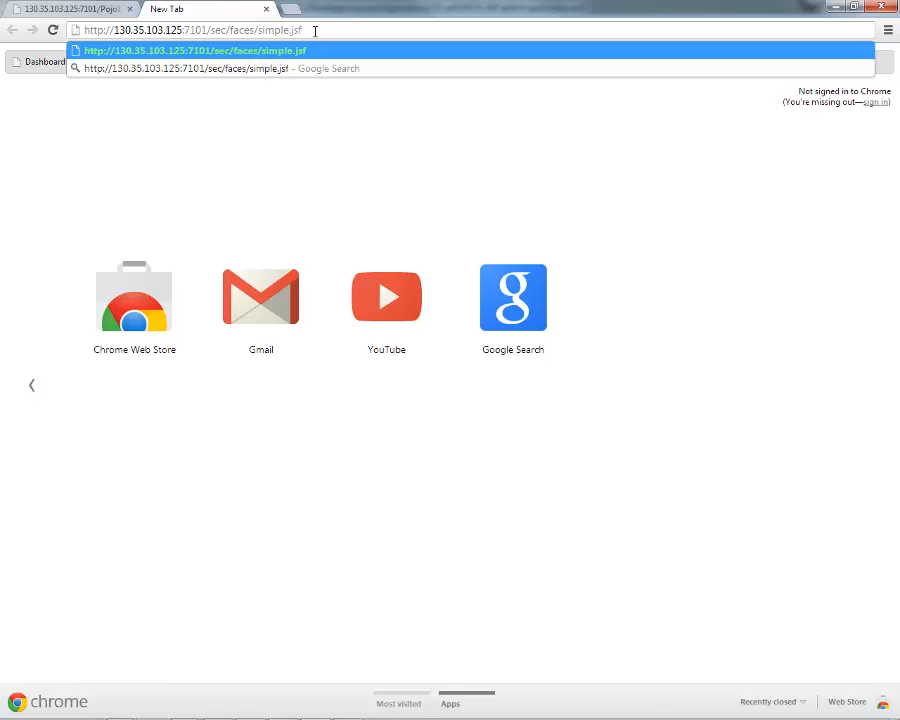 130.35.103.125:7101/Pojo
New Tab
http://130.35.103.125:7101/sec/faces/simple.jsf
http://130.35.103.125:7101/sec/faces/simple.jsf
Dashboard
http://130.35.103.125:7101/sec/faces/simple.jsf - Google Search
Not signed in to Chrome
(You're missing out—sign in)
Chrome Web Store
Gmail
YouTube
Google Search
chrome
Most visited
Apps
Recently closed
Web Store